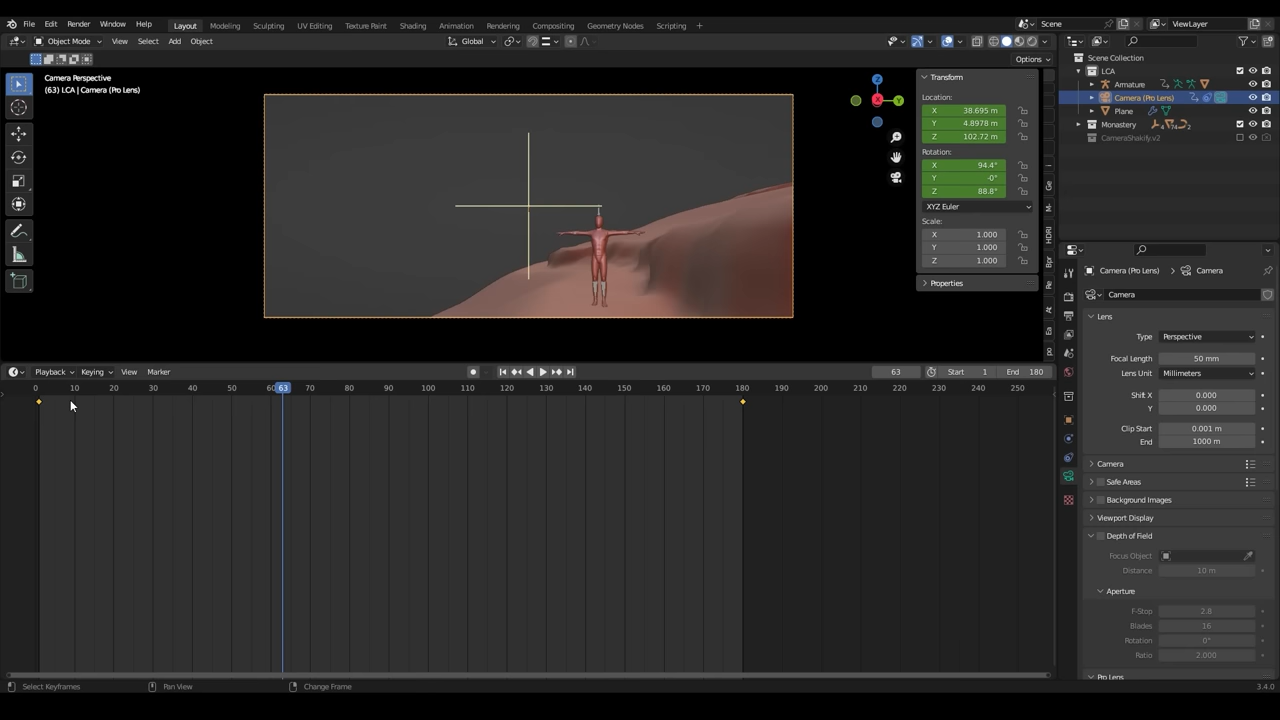 File Edit Render Window Help Layout Modeling Sculpting UV Editing Texture Paint Shading Animation Rendering Compositing Geometry Nodes Scripting + Scene ViewLayer
Object Mode View Select Add Object Global
Options
Camera Perspective
(63) LCA | Camera (Pro Lens)
Z
Y
X
Transform
Location:
X 38.695 m
Y 4.8978 m
Z 102.72 m
Rotation:
X 94.4°
Y -0°
Z 88.8°
XYZ Euler
Scale:
X 1.000
Y 1.000
Z 1.000
Properties
I
Ge
M-
HDRI
Bpr
Re
At
Ea
po
Scene Collection
LCA
Armature
Camera (Pro Lens)
Plane
Monastery
CameraShakify.v2
Camera (Pro Lens) > Camera
Camera
Lens
Type Perspective
Focal Length 50 mm
Lens Unit Millimeters
Shift X 0.000
Y 0.000
Clip Start 0.001 m
End 1000 m
Camera
Safe Areas
Background Images
Viewport Display
Depth of Field
Focus Object
Distance 10 m
Aperture
F-Stop 2.8
Blades 16
Rotation 0°
Ratio 2.000
Pro Lens
Playback Keying View Marker 63 Start 1 End 180
0 10 20 30 40 50 60 63 70 80 90 100 110 120 130 140 150 160 170 180 190 200 210 220 230 240 250
Select Keyframes Pan View Change Frame 3.4.0